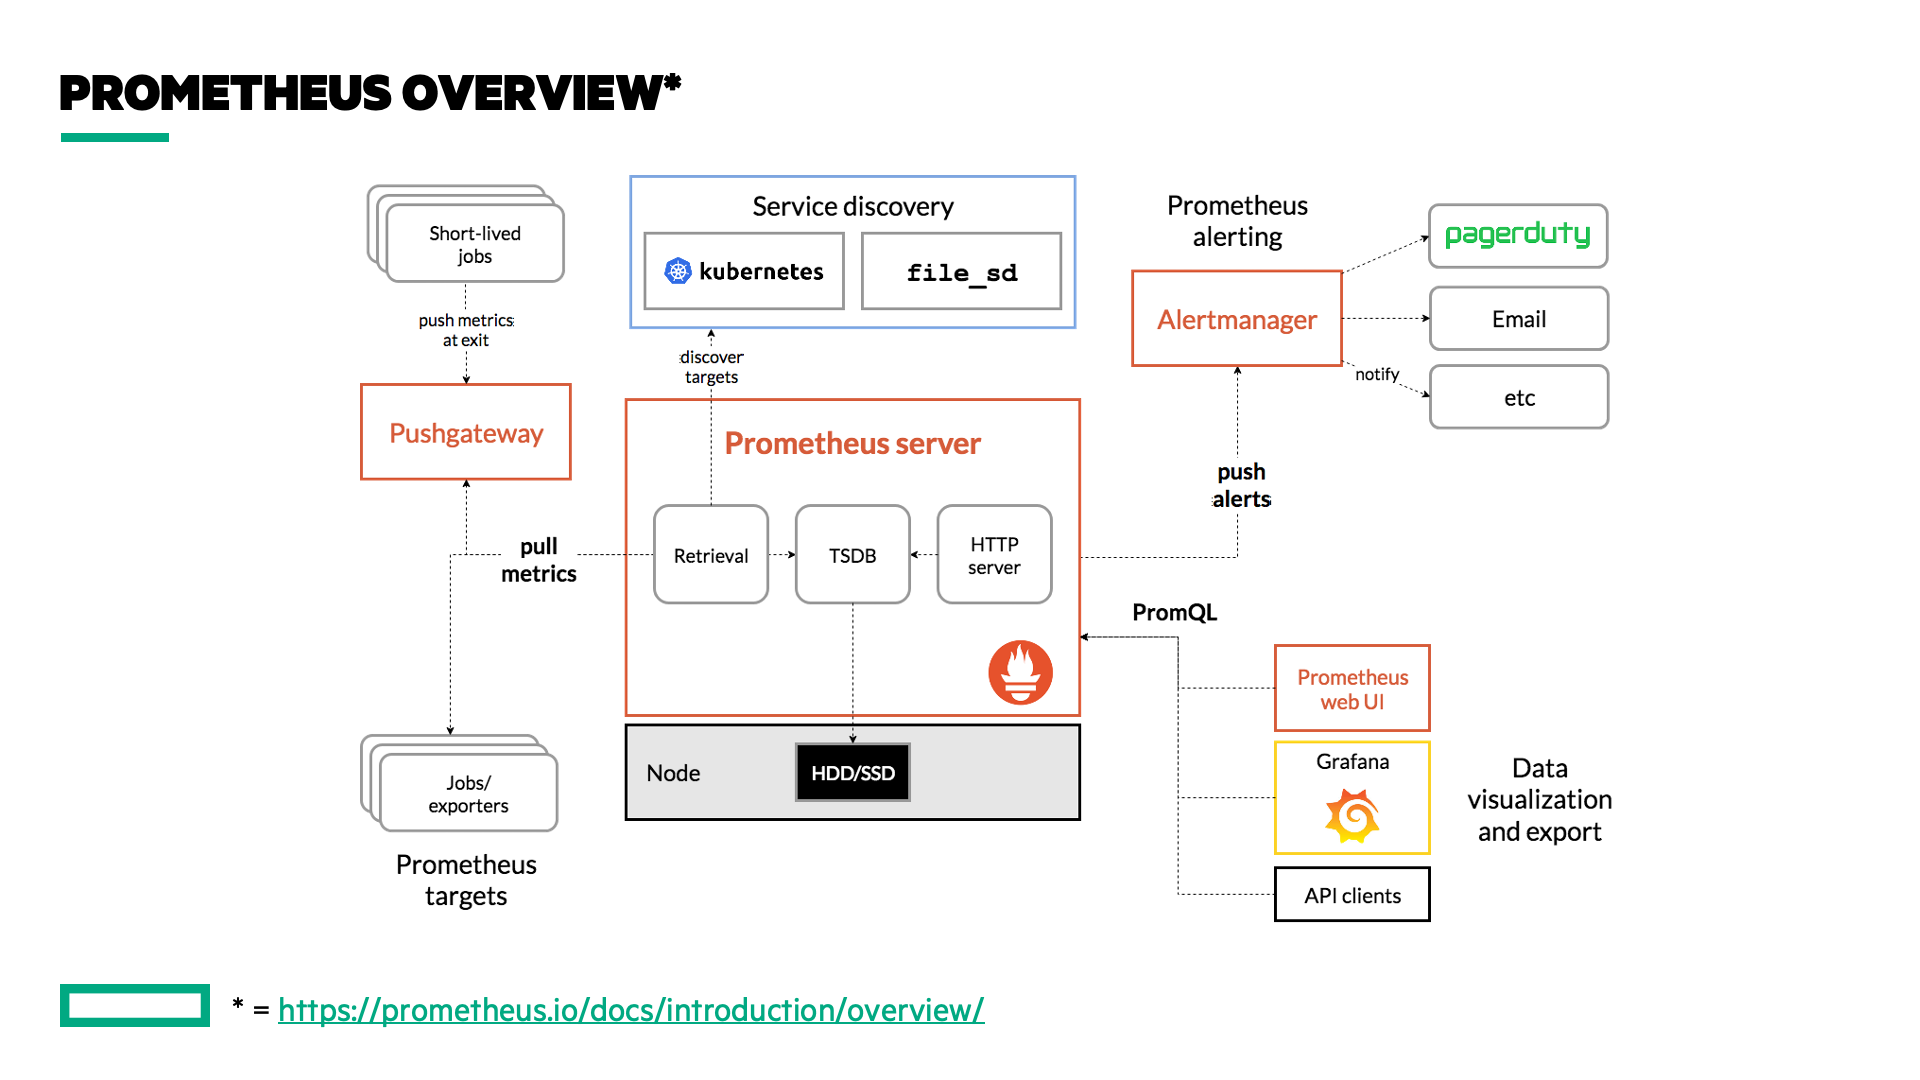 PROMETHEUS OVERVIEW*
Short-lived
jobs
push metrics
at exit
Pushgateway
pull
metrics
Jobs/
exporters
Prometheus
targets
Service discovery
kubernetes
file_sd
discover
targets
Prometheus server
Retrieval
TSDB
HTTP
server
Node
HDD/SSD
Prometheus
alerting
Alertmanager
pagerduty
Email
notify
etc
push
alerts
PromQL
Prometheus
web UI
Grafana
API clients
Data
visualization
and export
* = https://prometheus.io/docs/introduction/overview/